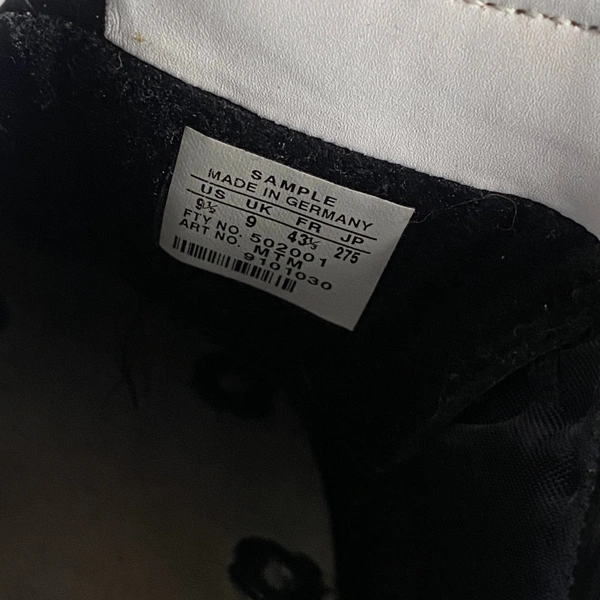 SAMPLE
MADE IN GERMANY
US UK FR JP
9½ 9 43⅓ 275
FTY NO. 502001
ART NO. MTM
9101030